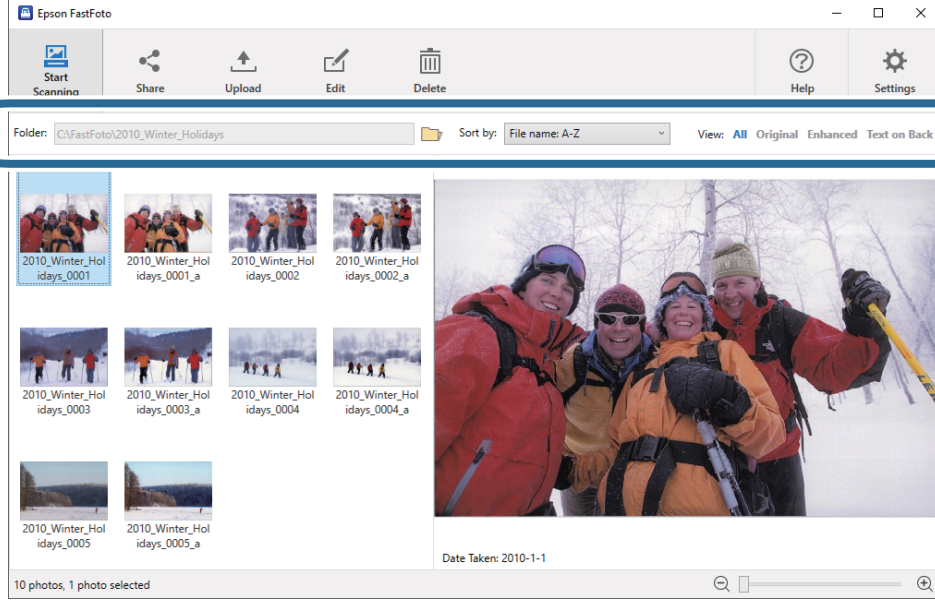 Epson FastFoto
Start
Scanning
Share
Upload
Edit
Delete
Help
Settings
Folder: C:\FastFoto\2010_Winter_Holidays
Sort by: File name: A-Z
View: All Original Enhanced Text on Back
2010_Winter_Hol
idays_0001
2010_Winter_Hol
idays_0001_a
2010_Winter_Hol
idays_0002
2010_Winter_Hol
idays_0002_a
2010_Winter_Hol
idays_0003
2010_Winter_Hol
idays_0003_a
2010_Winter_Hol
idays_0004
2010_Winter_Hol
idays_0004_a
2010_Winter_Hol
idays_0005
2010_Winter_Hol
idays_0005_a
Date Taken: 2010-1-1
10 photos, 1 photo selected